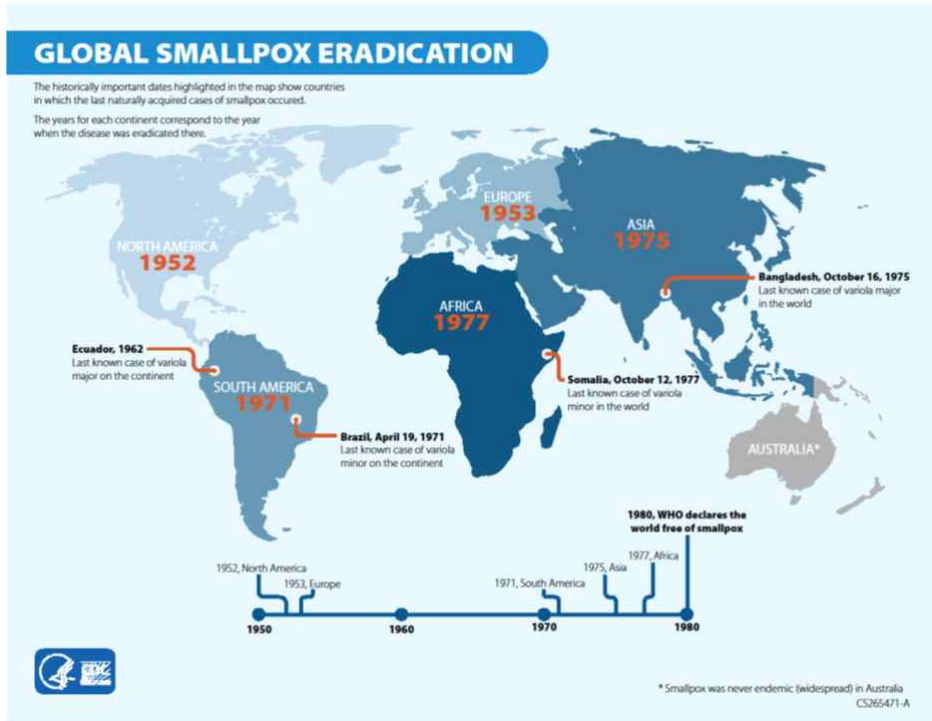 GLOBAL SMALLPOX ERADICATION
The historically important dates highlighted in the map show countries
in which the last naturally acquired cases of smallpox occured.
The years for each continent correspond to the year
when the disease was eradicated there.
NORTH AMERICA
1952
EUROPE
1953
ASIA
1975
Bangladesh, October 16, 1975
Last known case of variola major
in the world
AFRICA
1977
Ecuador, 1962
Last known case of variola
major on the continent
SOUTH AMERICA
1971
Somalia, October 12, 1977
Last known case of variola
minor in the world
Brazil, April 19, 1971
Last known case of variola
minor on the continent
AUSTRALIA*
1980, WHO declares the
world free of smallpox
1952, North America
1953, Europe
1971, South America
1975, Asia
1977, Africa
1950
1960
1970
1980
CDC
* Smallpox was never endemic (widespread) in Australia
CS265471-A